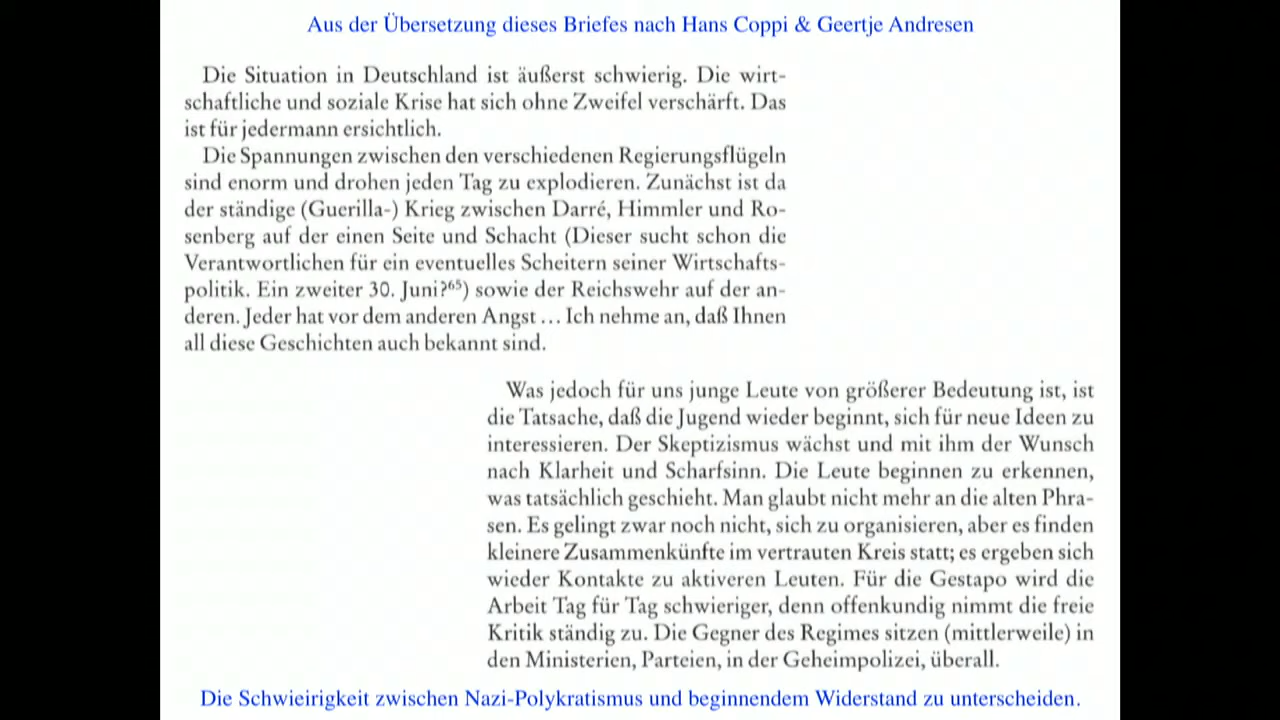 Aus der Übersetzung dieses Briefes nach Hans Coppi & Geertje Andresen
Die Situation in Deutschland ist äußerst schwierig. Die wirt-
schaftliche und soziale Krise hat sich ohne Zweifel verschärft. Das
ist für jedermann ersichtlich.
Die Spannungen zwischen den verschiedenen Regierungsflügeln
sind enorm und drohen jeden Tag zu explodieren. Zunächst ist da
der ständige (Guerilla-) Krieg zwischen Darré, Himmler und Ro-
senberg auf der einen Seite und Schacht (Dieser sucht schon die
Verantwortlichen für ein eventuelles Scheitern seiner Wirtschafts-
politik. Ein zweiter 30. Juni?⁶⁵) sowie der Reichswehr auf der an-
deren. Jeder hat vor dem anderen Angst ... Ich nehme an, daß Ihnen
all diese Geschichten auch bekannt sind.
Was jedoch für uns junge Leute von größerer Bedeutung ist, ist
die Tatsache, daß die Jugend wieder beginnt, sich für neue Ideen zu
interessieren. Der Skeptizismus wächst und mit ihm der Wunsch
nach Klarheit und Scharfsinn. Die Leute beginnen zu erkennen,
was tatsächlich geschieht. Man glaubt nicht mehr an die alten Phra-
sen. Es gelingt zwar noch nicht, sich zu organisieren, aber es finden
kleinere Zusammenkünfte im vertrauten Kreis statt; es ergeben sich
wieder Kontakte zu aktiveren Leuten. Für die Gestapo wird die
Arbeit Tag für Tag schwieriger, denn offenkundig nimmt die freie
Kritik ständig zu. Die Gegner des Regimes sitzen (mittlerweile) in
den Ministerien, Parteien, in der Geheimpolizei, überall.
Die Schwieirigkeit zwischen Nazi-Polykratismus und beginnendem Widerstand zu unterscheiden.